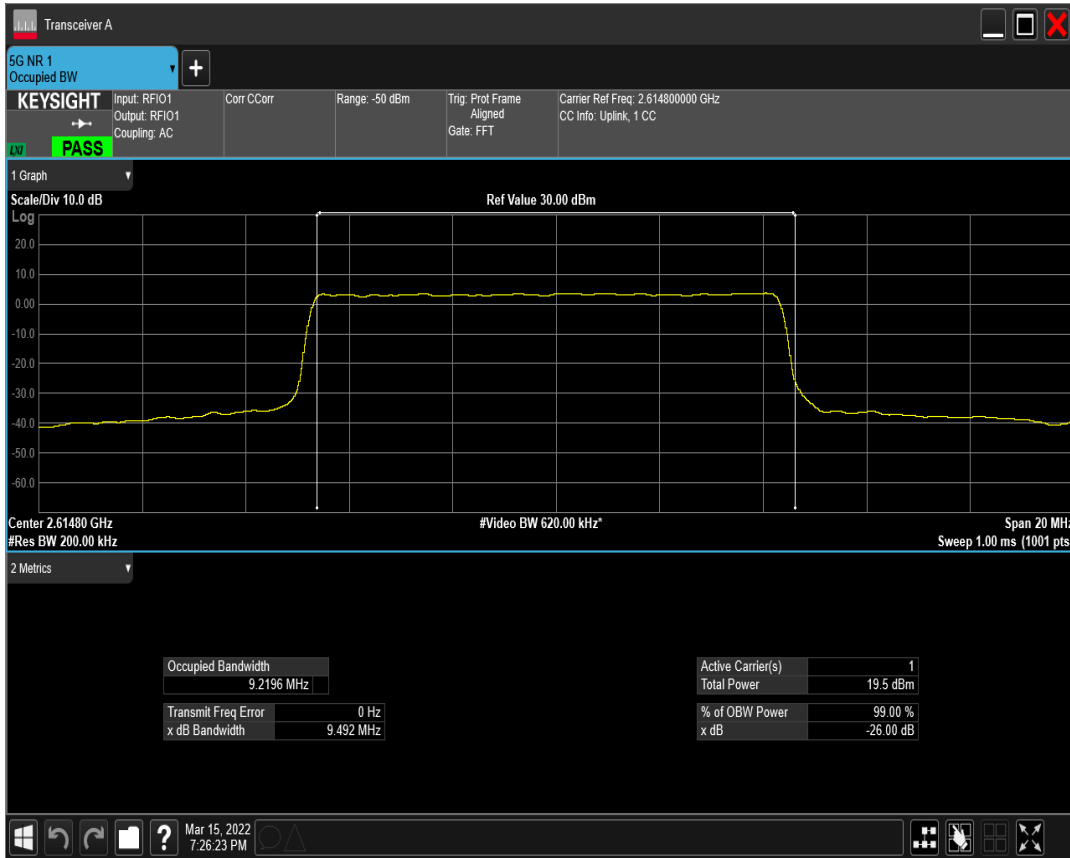 Transceiver A
5G NR 1
Occupied BW
KEYSIGHT
Input: RFIO1
Output: RFIO1
Coupling: AC
Corr CCorr
Range: -50 dBm
Trig: Prot Frame
Aligned
Gate: FFT
Carrier Ref Freq: 2.614800000 GHz
CC Info: Uplink, 1 CC
LXI
PASS
1 Graph
Scale/Div 10.0 dB
Ref Value 30.00 dBm
Log
20.0
10.0
0.00
-10.0
-20.0
-30.0
-40.0
-50.0
-60.0
Center 2.61480 GHz
#Video BW 620.00 kHz*
Span 20 MHz
#Res BW 200.00 kHz
Sweep 1.00 ms (1001 pts
2 Metrics
Occupied Bandwidth
9.2196 MHz
Transmit Freq Error 0 Hz
x dB Bandwidth 9.492 MHz
Active Carrier(s) 1
Total Power 19.5 dBm
% of OBW Power 99.00 %
x dB -26.00 dB
?
Mar 15, 2022
7:26:23 PM